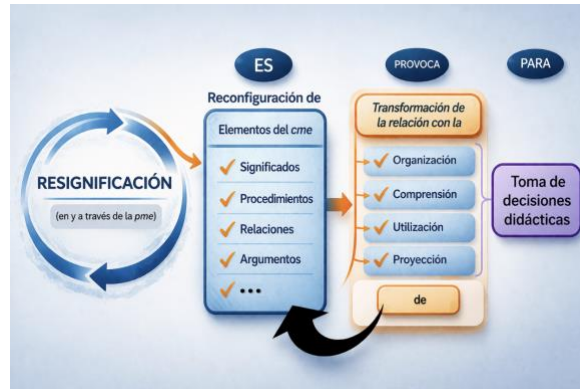 ES
PROVOCA
PARA
RESIGNIFICACIÓN
(en y a través de la pme)
Reconfiguración de
Elementos del cme
Significados
Procedimientos
Relaciones
Argumentos
•••
Transformación de
la relación con la
Organización
Comprensión
Utilización
Proyección
de
Toma de
decisiones
didácticas